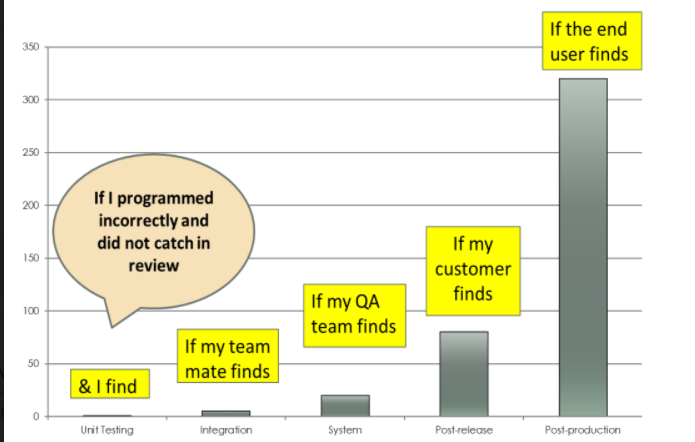 If the end
user finds
350
300
250
200
150
100
50
0
If I programmed
incorrectly and
did not catch in
review
If my
customer
finds
If my QA
team finds
If my team
mate finds
& I find
Unit Testing
Integration
System
Post-release
Post-production